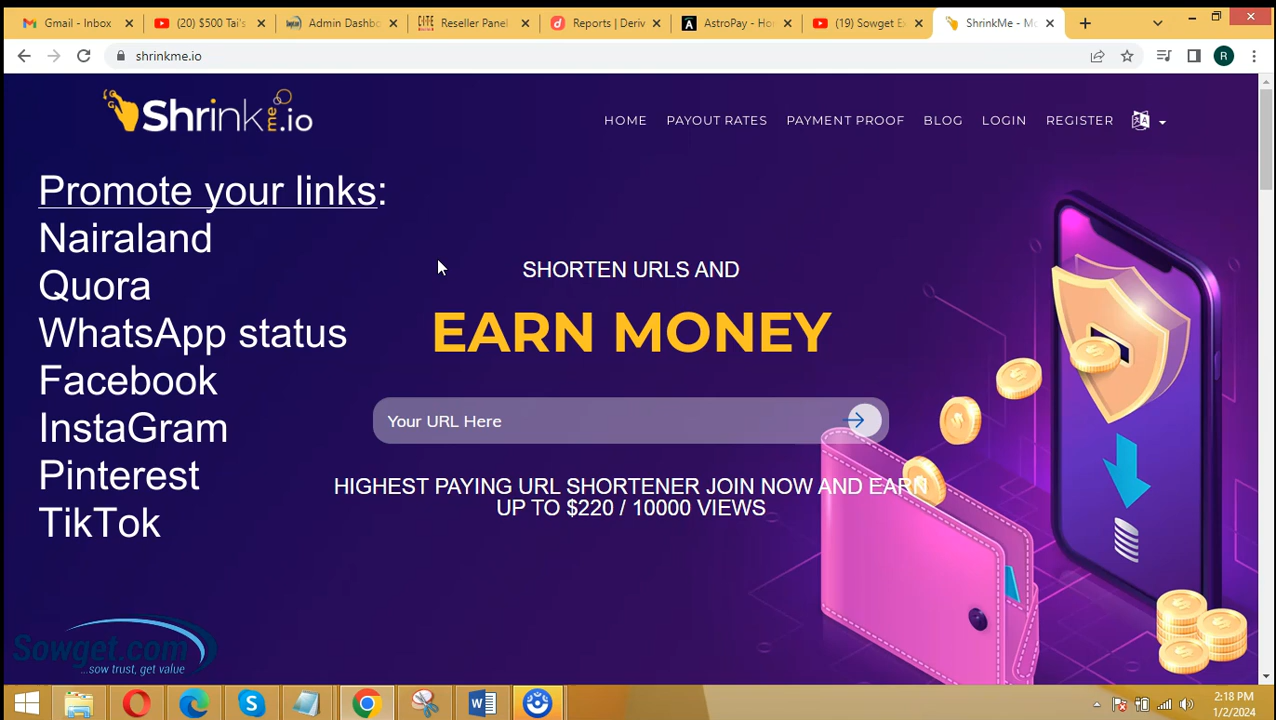 Gmail - Inbox
(20) $500 Tai's
Admin Dashbo
CITE
Reseller Panel
Reports | Deriv
A
AstroPay - Ho
(19) Sowget E
ShrinkMe - M
shrinkme.io
R
Shrinkme.io
HOME PAYOUT RATES PAYMENT PROOF BLOG LOGIN REGISTER
Promote your links:
Nairaland
Quora
WhatsApp status
Facebook
InstaGram
Pinterest
TikTok
SHORTEN URLS AND
EARN MONEY
Your URL Here
HIGHEST PAYING URL SHORTENER JOIN NOW AND EARN
UP TO $220 / 10000 VIEWS
Sowget.com
...sow trust, get value
2:18 PM
1/2/2024